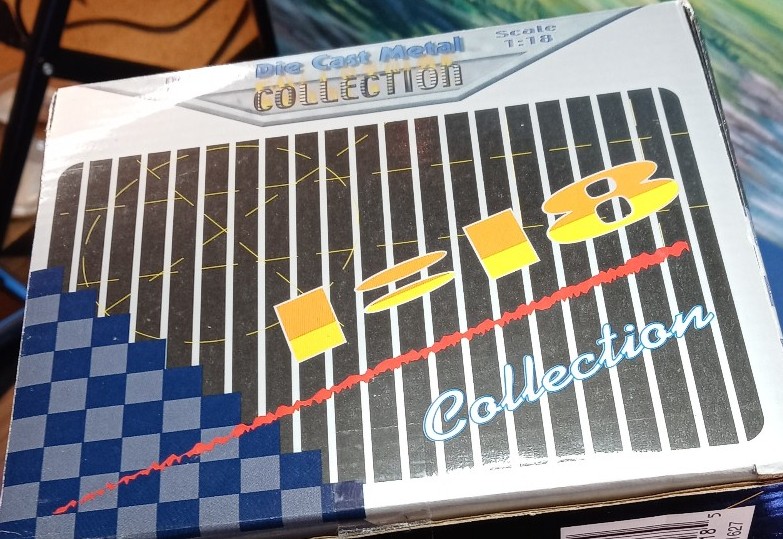 Die Cast Metal
COLLECTION
Scale
1:18
1:18
Collection